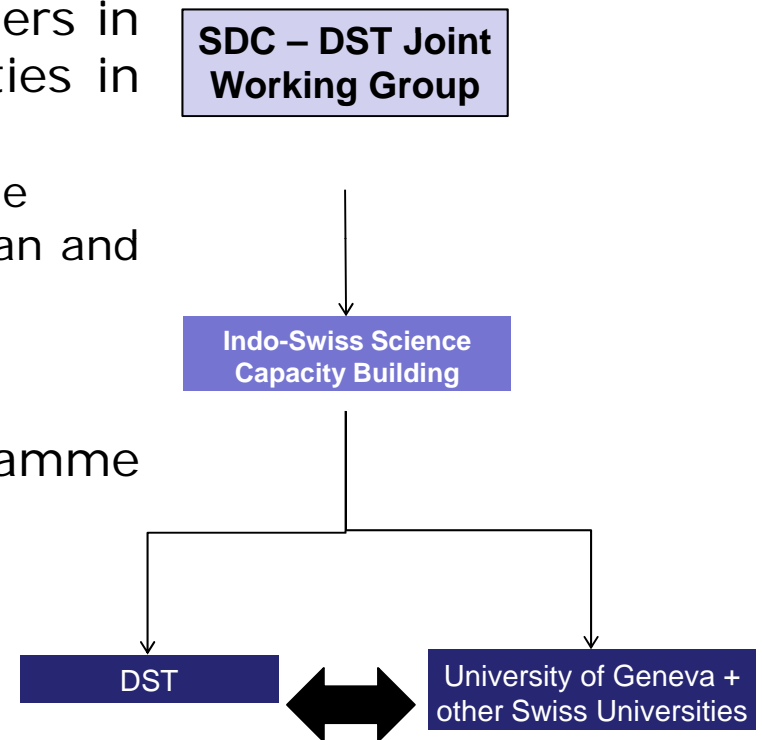 ers in
ties in
e
an and
amme
SDC – DST Joint
Working Group
Indo-Swiss Science
Capacity Building
DST
University of Geneva +
other Swiss Universities